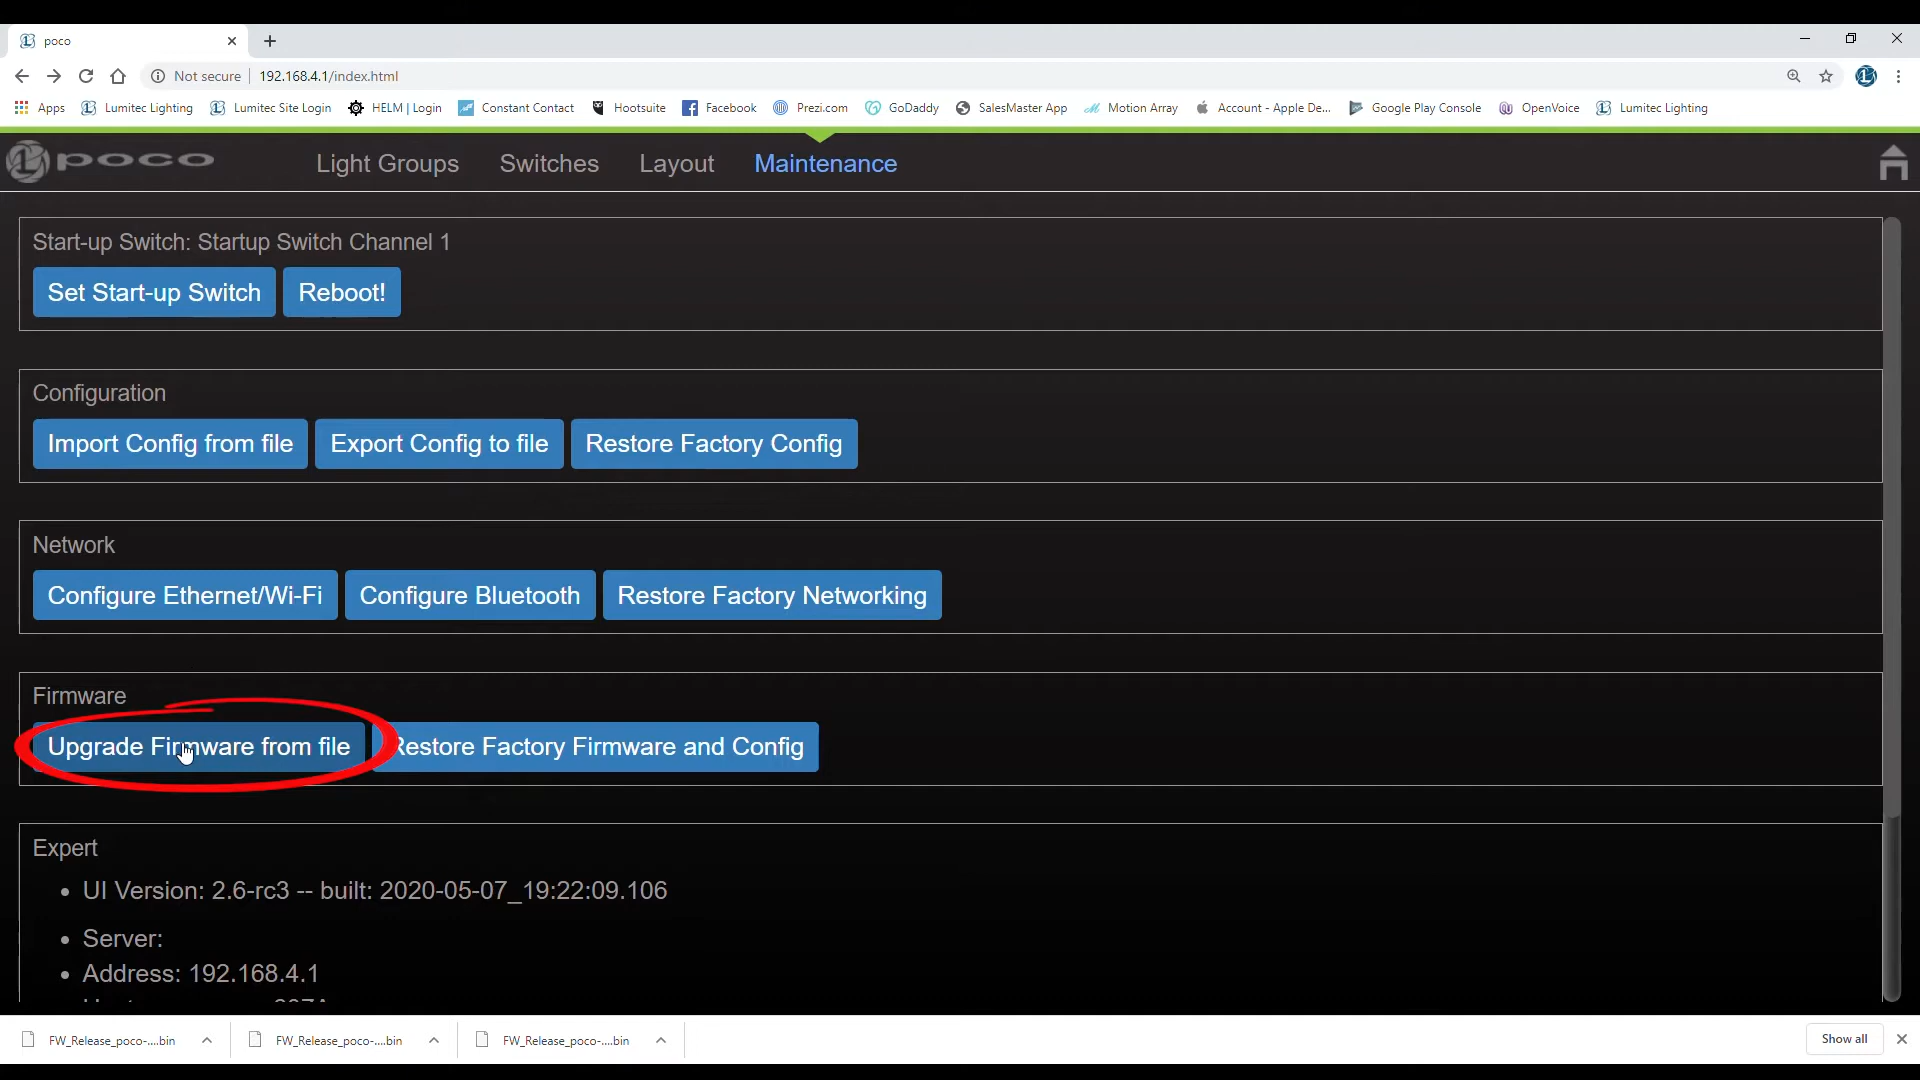 poco
Not secure 192.168.4.1/index.html
Apps Lumitec Lighting Lumitec Site Login HELM | Login Constant Contact Hootsuite Facebook Prezi.com GoDaddy SalesMaster App Motion Array Account - Apple De... Google Play Console OpenVoice Lumitec Lighting
poco Light Groups Switches Layout Maintenance
Start-up Switch: Startup Switch Channel 1
Set Start-up Switch Reboot!
Configuration
Import Config from file Export Config to file Restore Factory Config
Network
Configure Ethernet/Wi-Fi Configure Bluetooth Restore Factory Networking
Firmware
Upgrade Firmware from file Restore Factory Firmware and Config
Expert
UI Version: 2.6-rc3 -- built: 2020-05-07_19:22:09.106
Server:
Address: 192.168.4.1
FW_Release_poco-....bin FW_Release_poco-....bin FW_Release_poco-....bin Show all